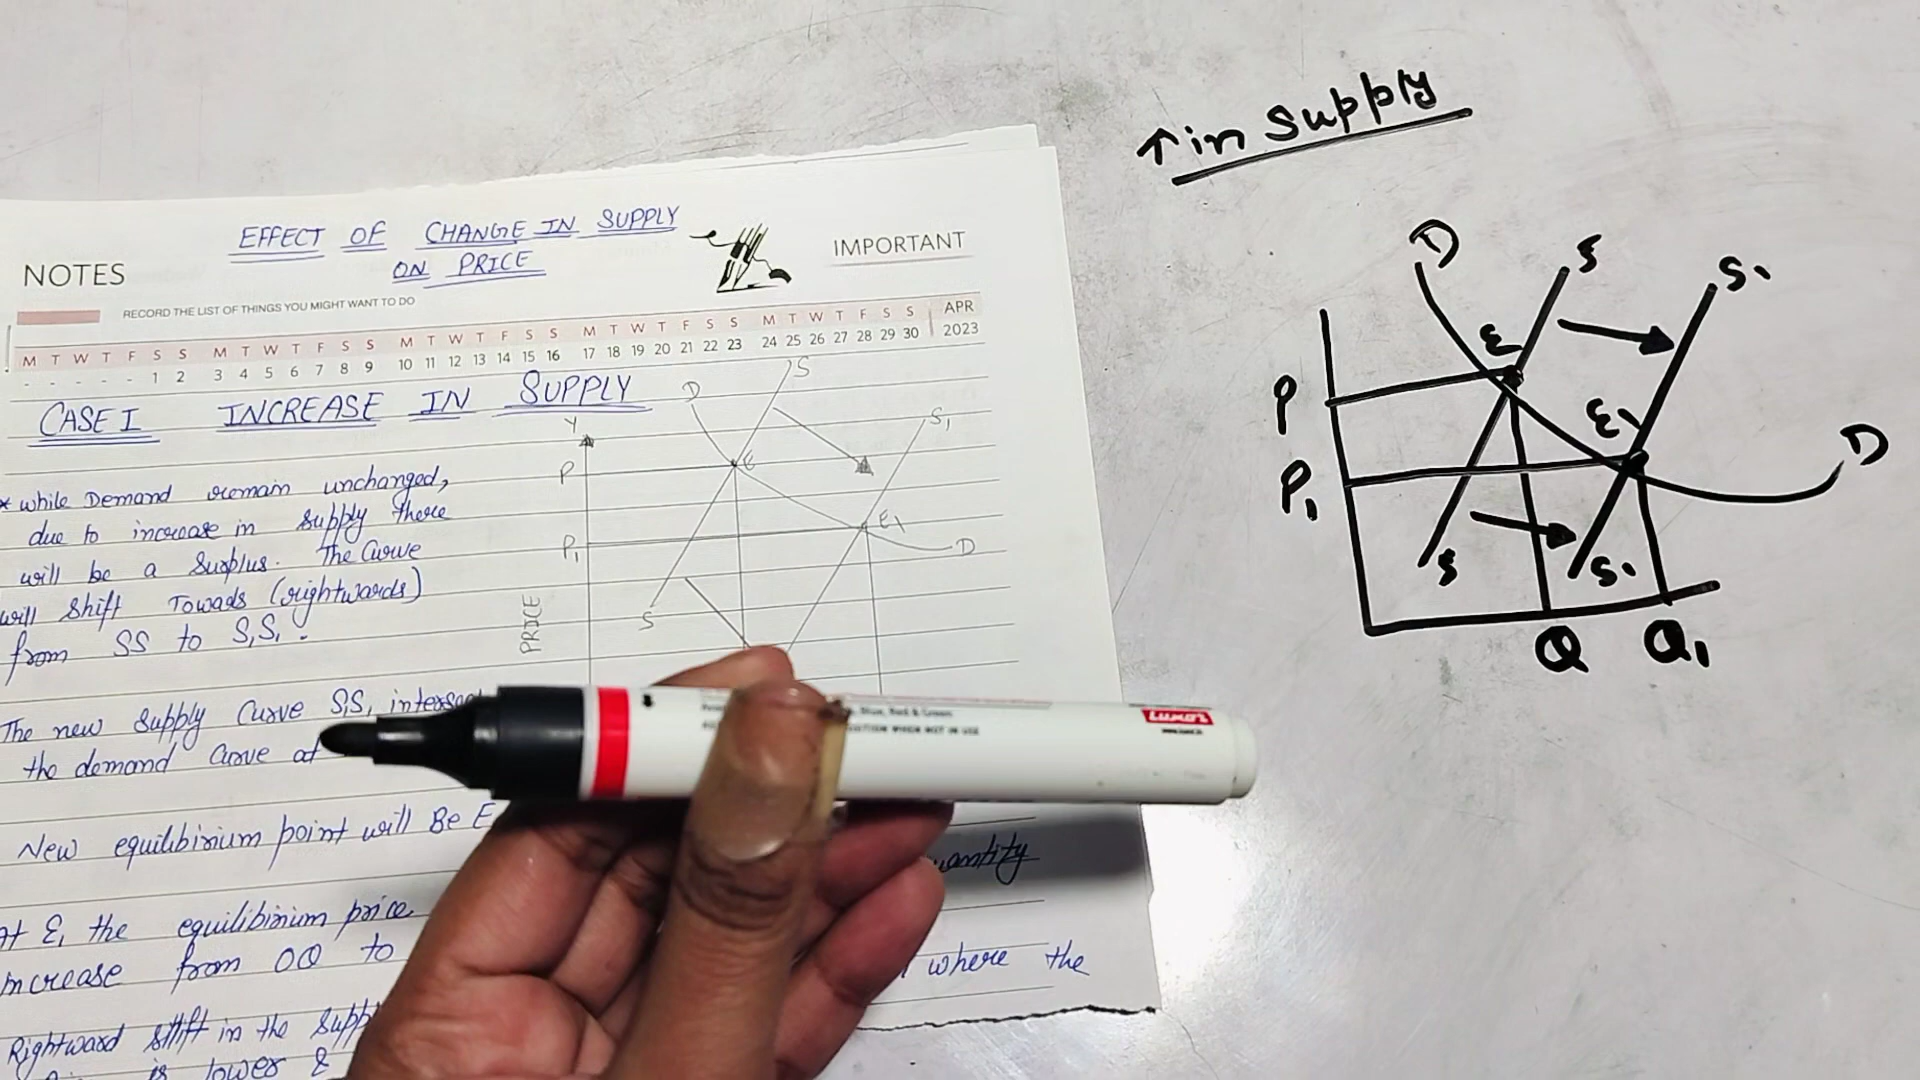 EFFECT OF CHANGE IN SUPPLY
ON PRICE
NOTES
IMPORTANT
RECORD THE LIST OF THINGS YOU MIGHT WANT TO DO
M T W T F S S M T W T F S S M T W T F S S M T W T F S S M T W T F S S APR
- - - - - 1 2 3 4 5 6 7 8 9 10 11 12 13 14 15 16 17 18 19 20 21 22 23 24 25 26 27 28 29 30 2023
CASE I INCREASE IN SUPPLY
* while Demand remain unchanged,
due to increase in supply there
will be a Surplus. The Curve
will shift Towads (rightwards)
from SS to S1S1.
The new Supply Curve S1S1
the demand Curve at
New equilibirium point will Be E
At E1 the equilibirium price
increase from OQ to
where the
Rightward shift in the
is lower &
Y
D
S
S1
P
E
P1
E1
D
S
PRICE
LUXOR
↑ in Supply
D
S
S1
E
P
E1
D
P1
S
S1
Q
Q1